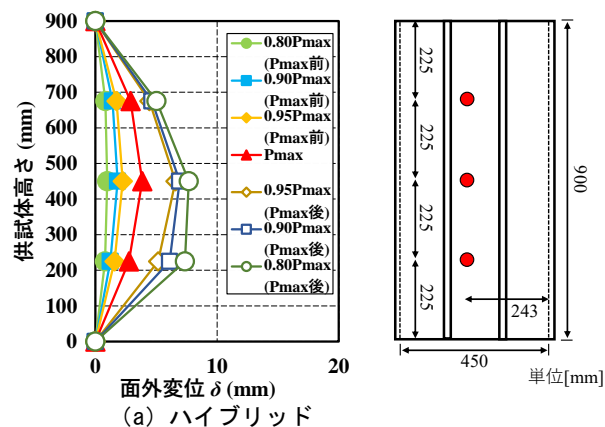 900
800
700
600
500
400
300
200
100
0
供試体高さ (mm)
0.80Pmax
(Pmax前)
0.90Pmax
(Pmax前)
0.95Pmax
(Pmax前)
Pmax
0.95Pmax
(Pmax後)
0.90Pmax
(Pmax後)
0.80Pmax
(Pmax後)
0
10
20
面外変位 δ (mm)
(a) ハイブリッド
225
225
225
225
900
243
450
単位[mm]